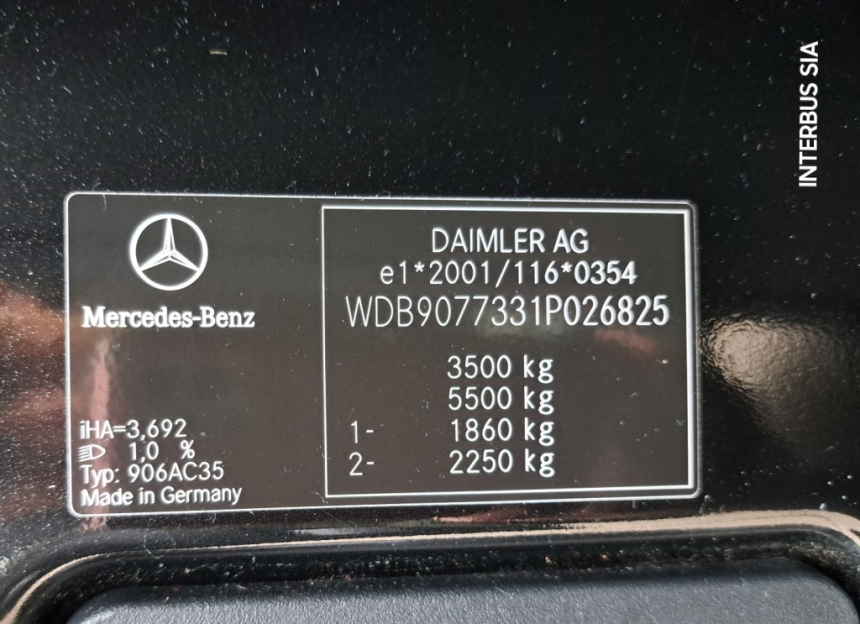 Mercedes-Benz
iHA=3,692
1,0 %
Typ: 906AC35
Made in Germany
DAIMLER AG
e1*2001/116*0354
WDB9077331P026825
3500 kg
5500 kg
1- 1860 kg
2- 2250 kg
INTERBUS SIA